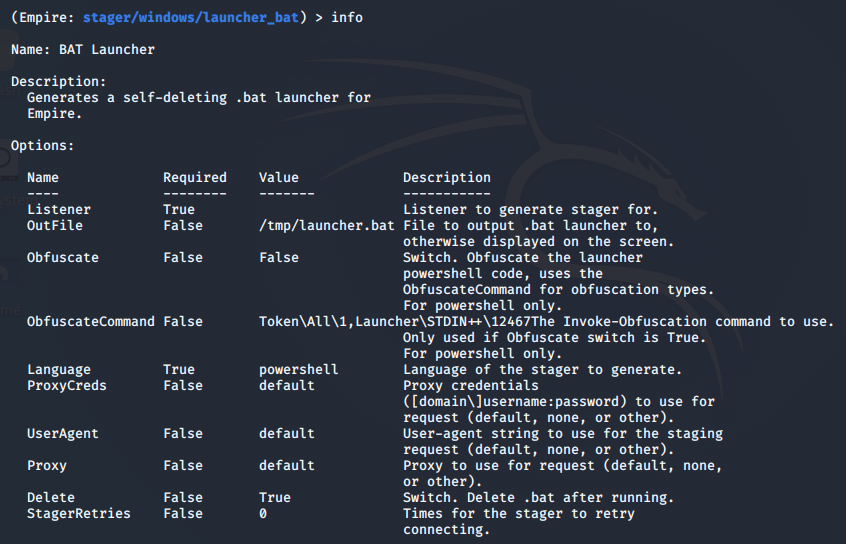 (Empire: stager/windows/launcher_bat) > info
Name: BAT Launcher
Description:
Generates a self-deleting .bat launcher for
Empire.
Options:
Name Required Value Description
---- -------- ------- -----------
Listener True Listener to generate stager for.
OutFile False /tmp/launcher.bat File to output .bat launcher to,
otherwise displayed on the screen.
Obfuscate False False Switch. Obfuscate the launcher
powershell code, uses the
ObfuscateCommand for obfuscation types.
For powershell only.
ObfuscateCommand False Token\All\1,Launcher\STDIN++\12467The Invoke-Obfuscation command to use.
Only used if Obfuscate switch is True.
For powershell only.
Language True powershell Language of the stager to generate.
ProxyCreds False default Proxy credentials
([domain\]username:password) to use for
request (default, none, or other).
UserAgent False default User-agent string to use for the staging
request (default, none, or other).
Proxy False default Proxy to use for request (default, none,
or other).
Delete False True Switch. Delete .bat after running.
StagerRetries False 0 Times for the stager to retry
connecting.